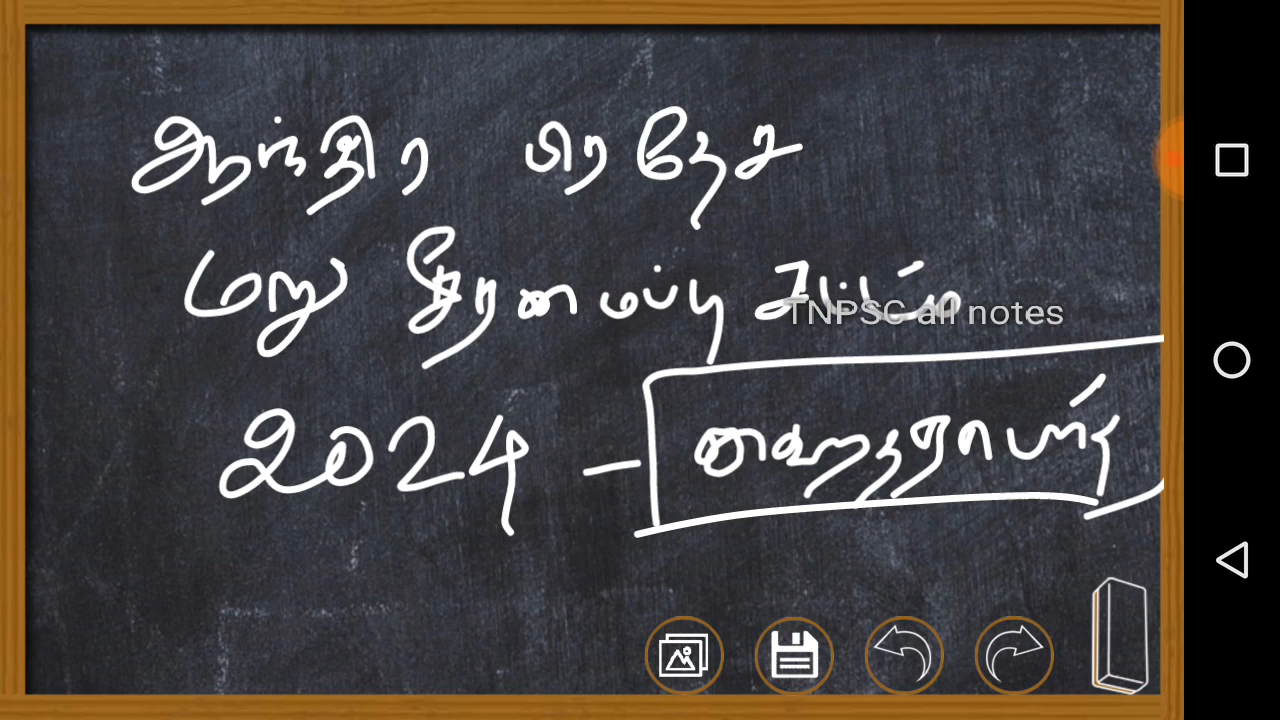 ஆந்திர பிரதேச
மறு சீரமைப்பு சட்டம்
TNPSC all notes
2024 - ஹைதராபாத்